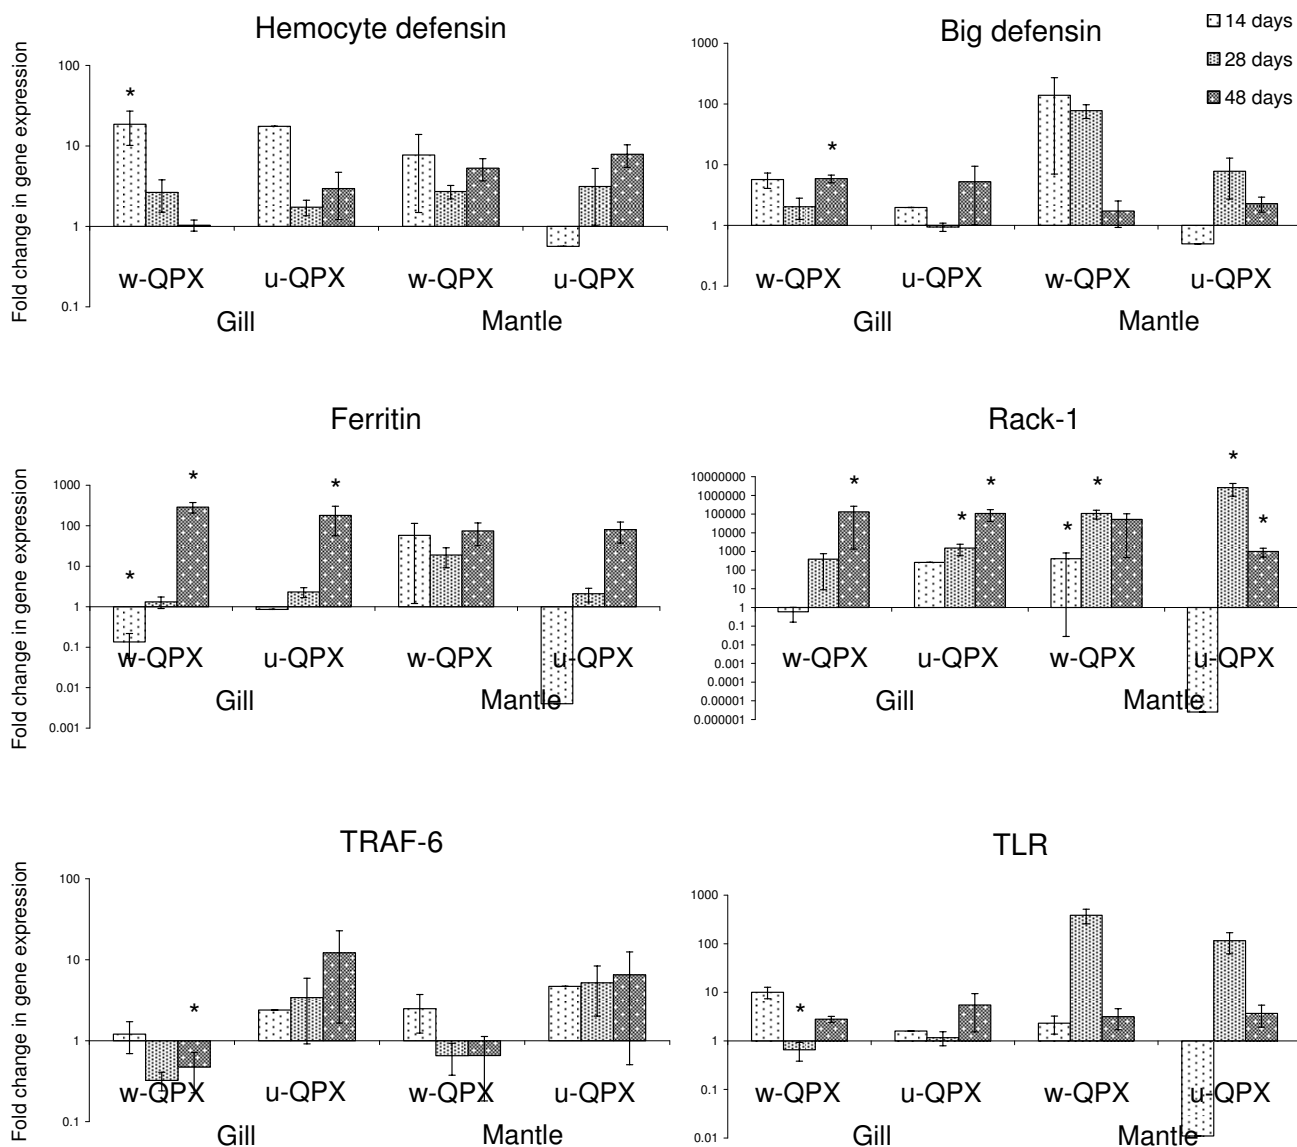 Hemocyte defensin
Fold change in gene expression
100
10
1
0.1
*
w-QPX u-QPX w-QPX u-QPX
Gill Mantle
Big defensin
14 days
28 days
48 days
1000
100
10
1
0.1
*
w-QPX u-QPX w-QPX u-QPX
Gill Mantle
Ferritin
Fold change in gene expression
1000
100
10
1
0.1
0.01
0.001
* * *
w-QPX u-QPX w-QPX u-QPX
Gill Mantle
Rack-1
10000000
1000000
100000
10000
1000
100
10
1
0.1
0.01
0.001
0.0001
0.00001
0.000001
* * * * * * *
w-QPX u-QPX w-QPX u-QPX
Gill Mantle
TRAF-6
Fold change in gene expression
100
10
1
0.1
*
w-QPX u-QPX w-QPX u-QPX
Gill Mantle
TLR
1000
100
10
1
0.1
0.01
*
w-QPX u-QPX w-QPX u-QPX
Gill Mantle